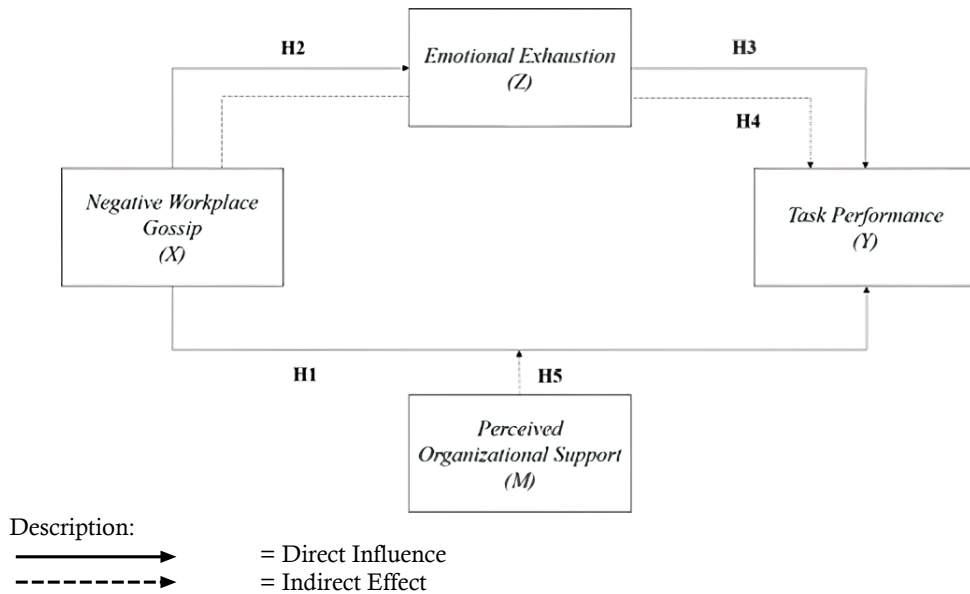 H2
Emotional Exhaustion
(Z)
H3
H4
Negative Workplace
Gossip
(X)
Task Performance
(Y)
H1
H5
Perceived
Organizational Support
(M)
Description:
= Direct Influence
= Indirect Effect